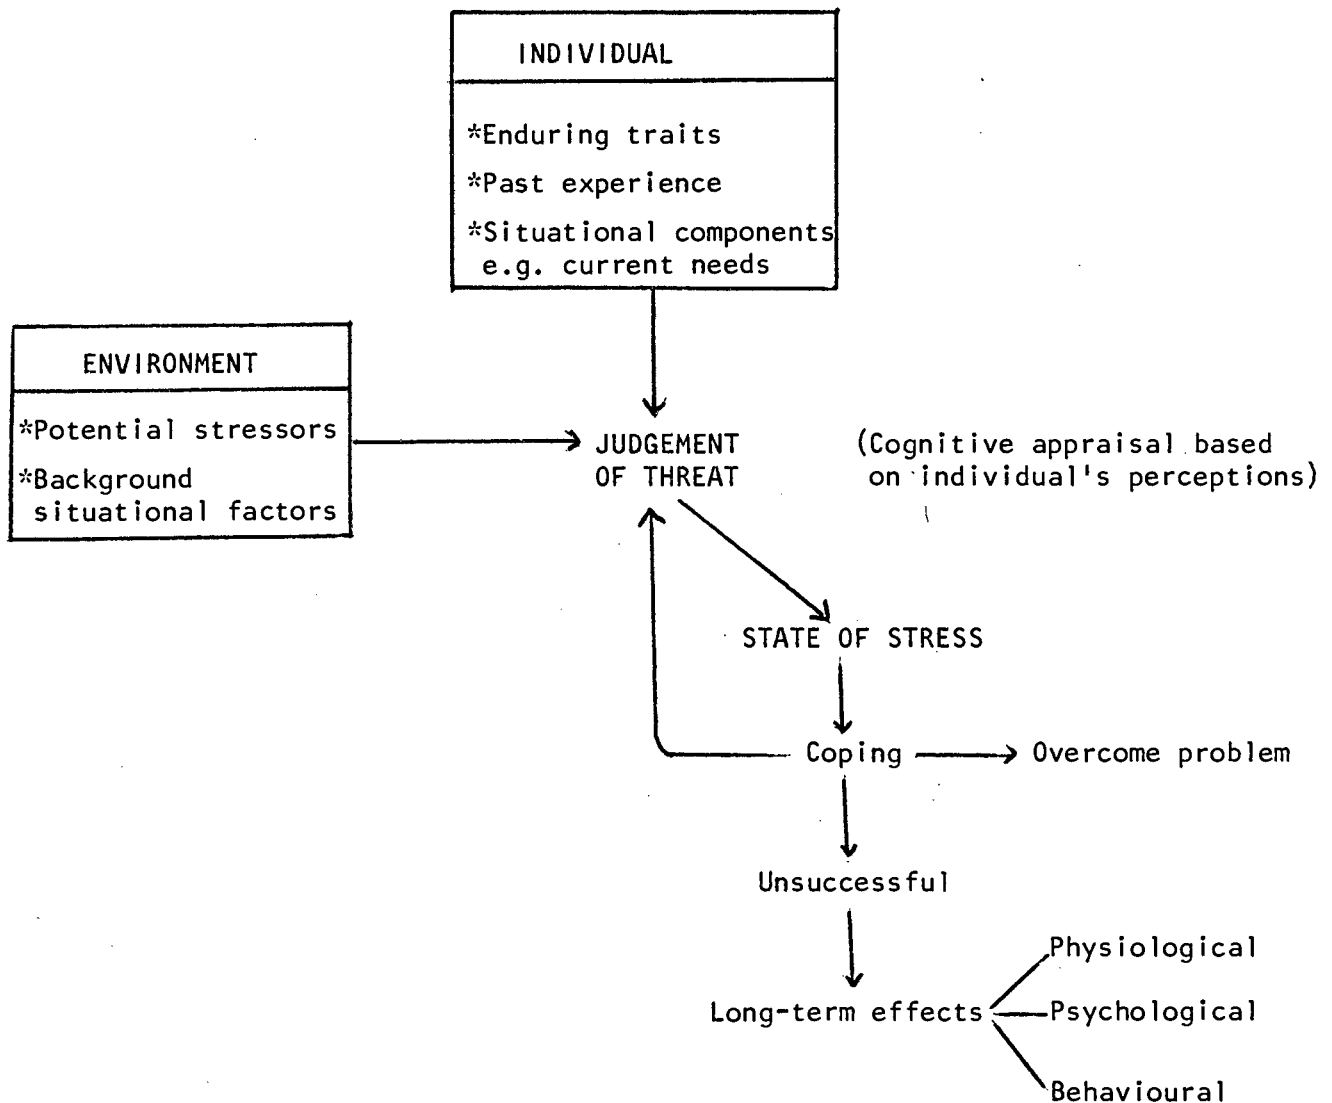 INDIVIDUAL
*Enduring traits
*Past experience
*Situational components
e.g. current needs
ENVIRONMENT
*Potential stressors
*Background
situational factors
JUDGEMENT
OF THREAT
(Cognitive appraisal based
on individual's perceptions)
STATE OF STRESS
Coping
Overcome problem
Unsuccessful
Long-term effects
Physiological
Psychological
Behavioural